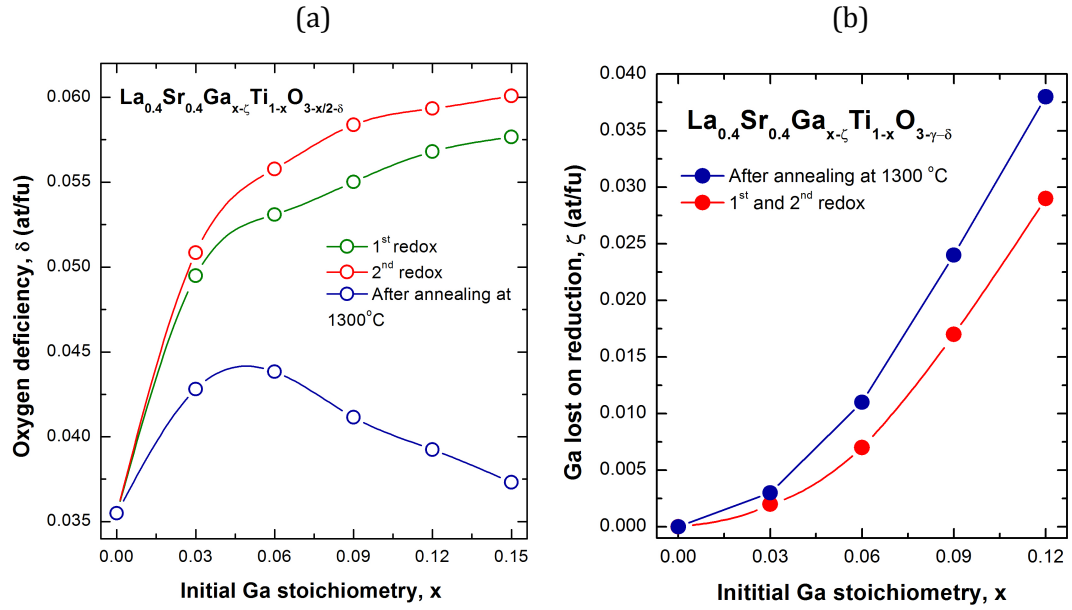 (a)
La0.4Sr0.4Gax-ζTi1-xO3-x/2-δ
Oxygen deficiency, δ (at/fu)
0.060
0.055
0.050
0.045
0.040
0.035
1st redox
2nd redox
After annealing at
1300°C
0.00 0.03 0.06 0.09 0.12 0.15
Initial Ga stoichiometry, x
(b)
La0.4Sr0.4Gax-ζTi1-xO3-γ-δ
Ga lost on reduction, ζ (at/fu)
0.040
0.035
0.030
0.025
0.020
0.015
0.010
0.005
0.000
After annealing at 1300 °C
1st and 2nd redox
0.00 0.03 0.06 0.09 0.12
Inititial Ga stoichiometry, x